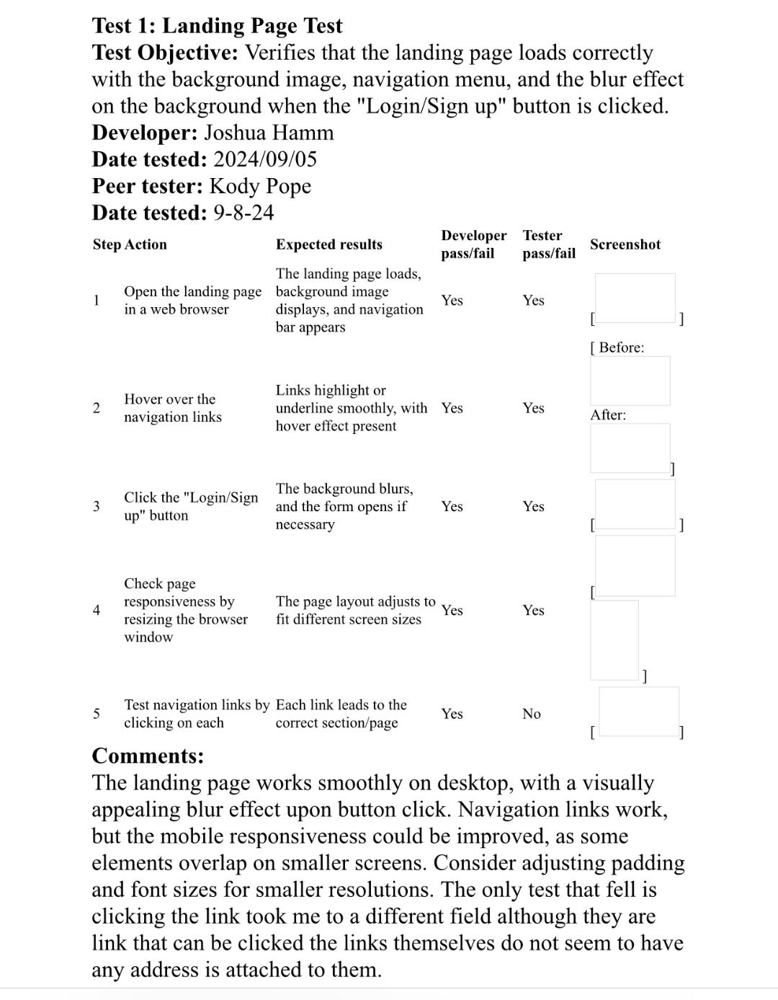 Test 1: Landing Page Test
Test Objective: Verifies that the landing page loads correctly
with the background image, navigation menu, and the blur effect
on the background when the "Login/Sign up" button is clicked.
Developer: Joshua Hamm
Date tested: 2024/09/05
Peer tester: Kody Pope
Date tested: 9-8-24
Step Action Expected results Developer pass/fail Tester pass/fail Screenshot
1 Open the landing page
in a web browser
The landing page loads,
background image
displays, and navigation
bar appears
Yes
Yes
[ ]
2 Hover over the
navigation links
Links highlight or
underline smoothly, with
hover effect present
Yes
Yes
[ Before:
After:
]
3 Click the "Login/Sign
up" button
The background blurs,
and the form opens if
necessary
Yes
Yes
[ ]
4 Check page
responsiveness by
resizing the browser
window
The page layout adjusts to
fit different screen sizes
Yes
Yes
[
]
5 Test navigation links by
clicking on each
Each link leads to the
correct section/page
Yes
No
[ ]
Comments:
The landing page works smoothly on desktop, with a visually
appealing blur effect upon button click. Navigation links work,
but the mobile responsiveness could be improved, as some
elements overlap on smaller screens. Consider adjusting padding
and font sizes for smaller resolutions. The only test that fell is
clicking the link took me to a different field although they are
link that can be clicked the links themselves do not seem to have
any address is attached to them.